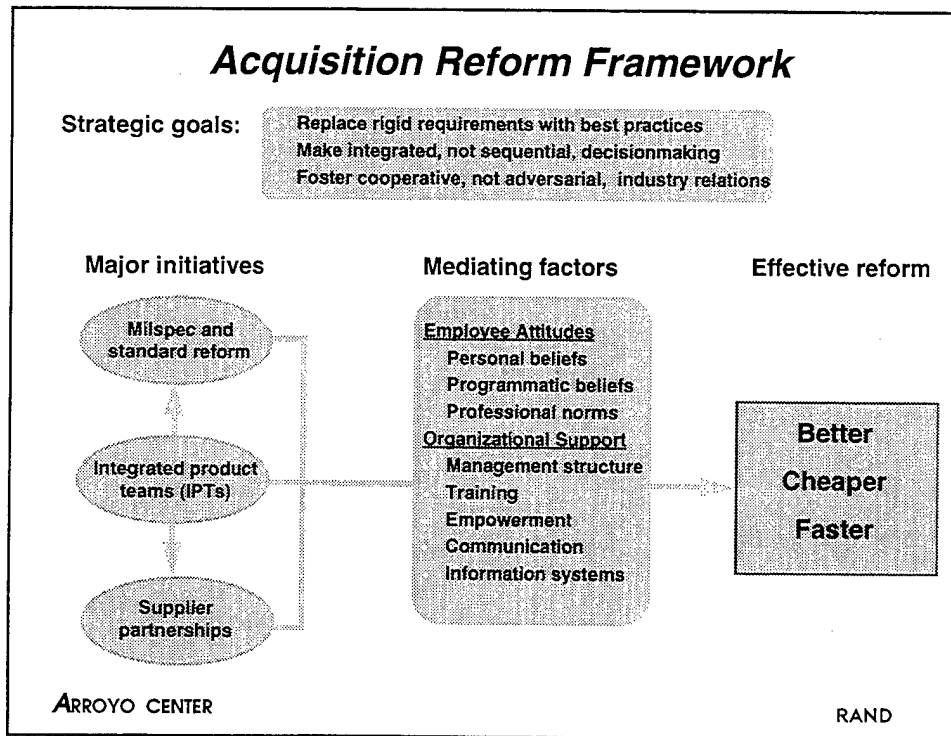 Acquisition Reform Framework
Strategic goals:
Replace rigid requirements with best practices
Make integrated, not sequential, decisionmaking
Foster cooperative, not adversarial, industry relations
Major initiatives
Milspec and
standard reform
Integrated product
teams (IPTs)
Supplier
partnerships
Mediating factors
Employee Attitudes
Personal beliefs
Programmatic beliefs
Professional norms
Organizational Support
Management structure
Training
Empowerment
Communication
Information systems
Effective reform
Better
Cheaper
Faster
ARROYO CENTER
RAND